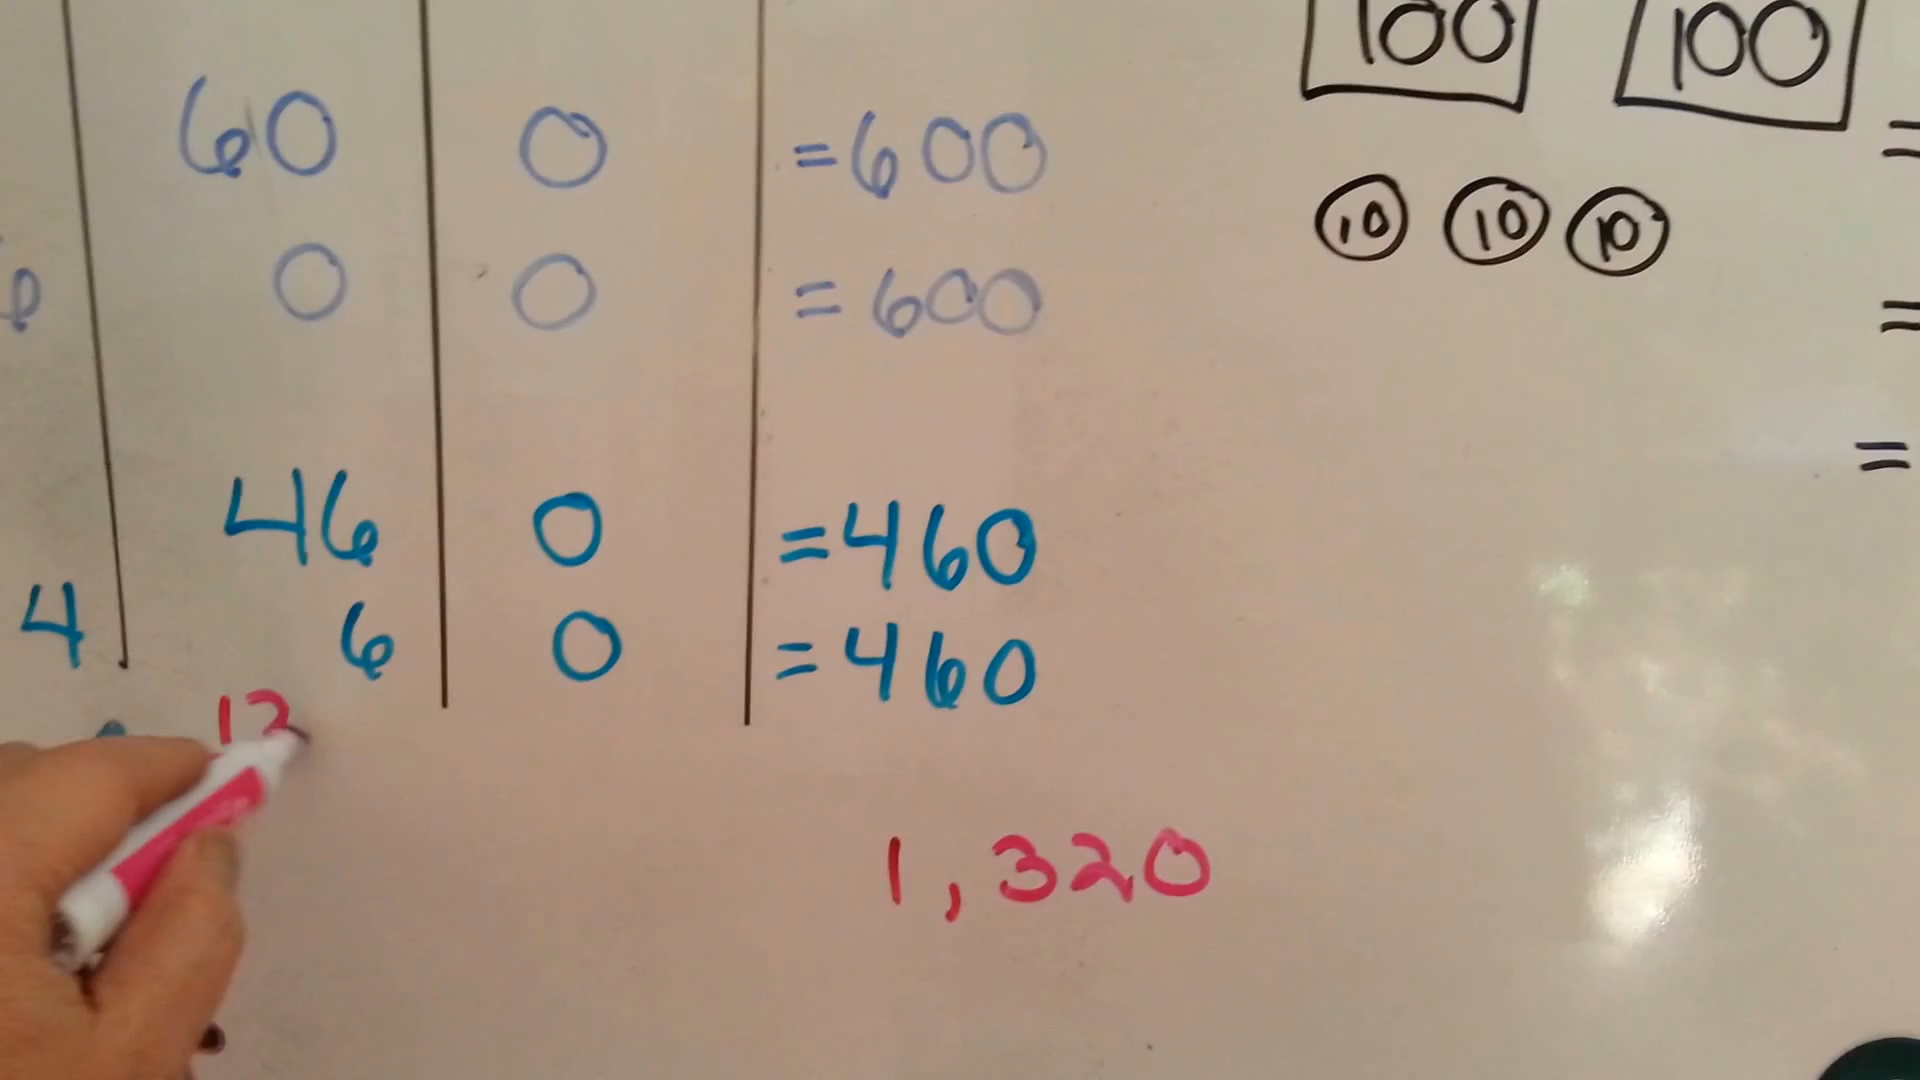 100 100
60 0 =600
=
10 10 10
0 0 = 600
=
=
46 0 =460
4 6 0 =460
13
1,320